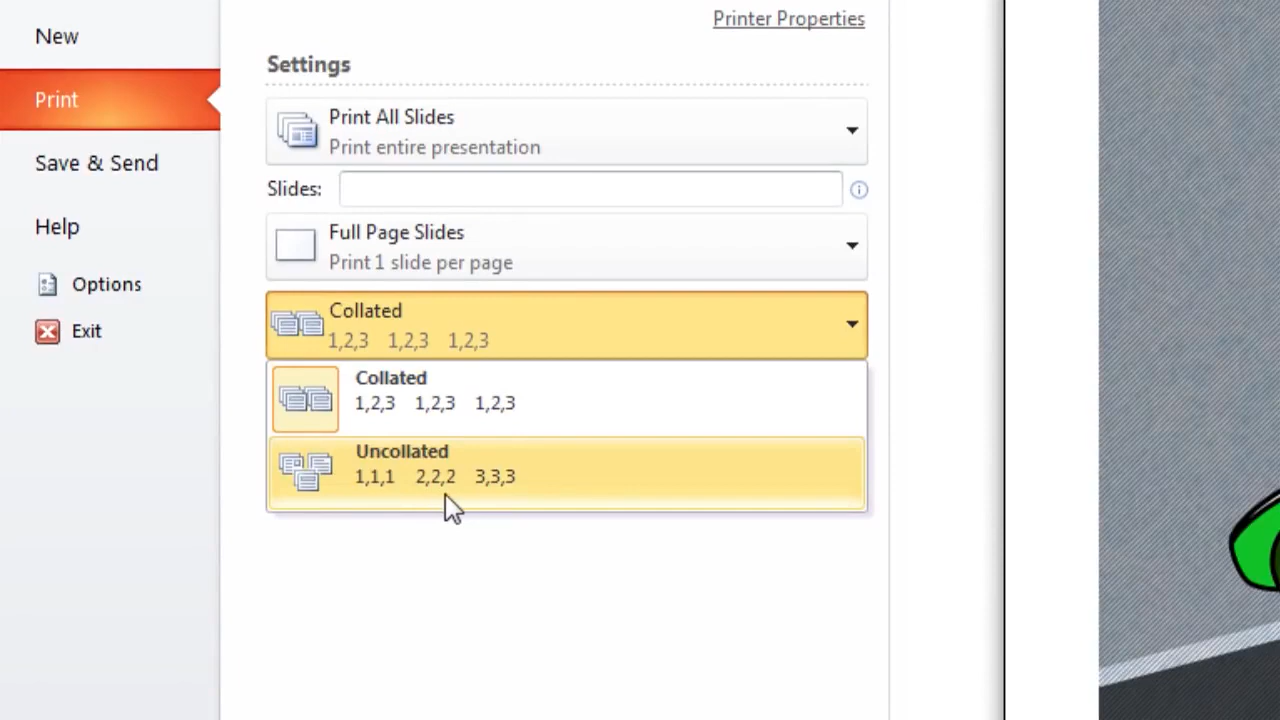 New
Print
Save & Send
Help
Options
Exit
Printer Properties
Settings
Print All Slides
Print entire presentation
Slides:
Full Page Slides
Print 1 slide per page
Collated
1,2,3 1,2,3 1,2,3
Collated
1,2,3 1,2,3 1,2,3
Uncollated
1,1,1 2,2,2 3,3,3